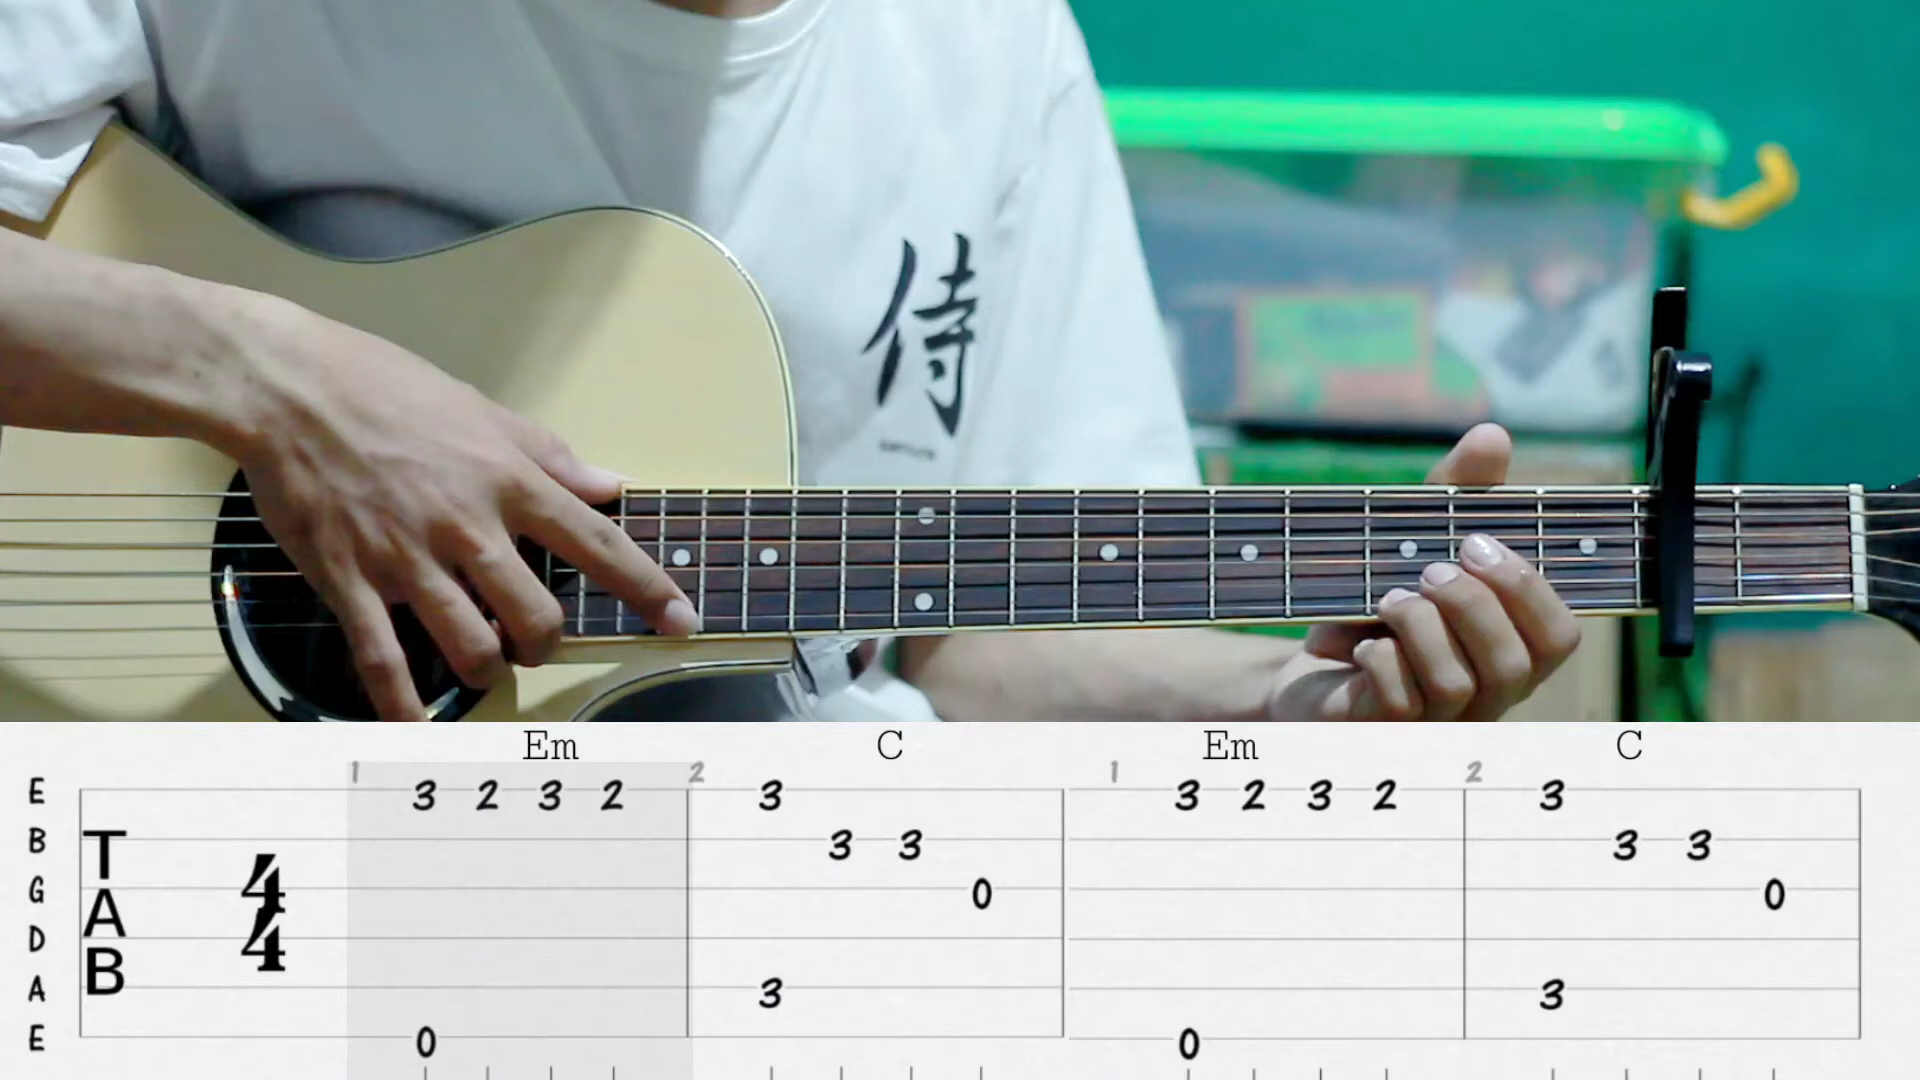 侍
Em C Em C
1 2 1 2
E 3 2 3 2 3 3 2 3 2 3
B 3 3 3 3
G 0 0
D
A 3 3
E 0 0
TAB
4
4